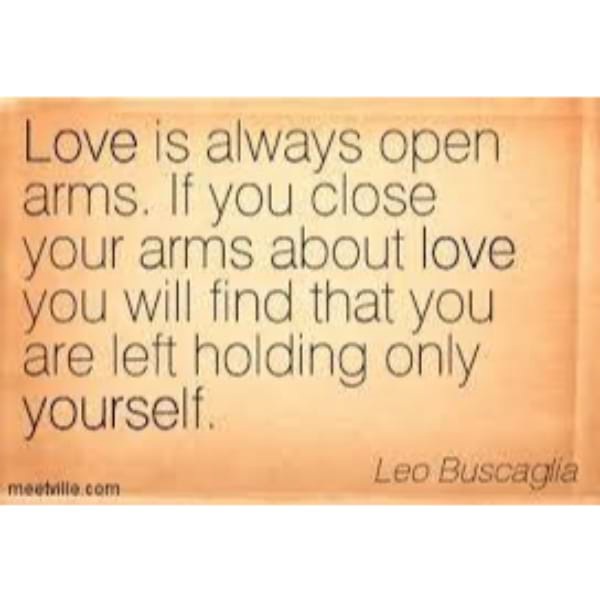 Love is always open
arms. If you close
your arms about love
you will find that you
are left holding only
yourself.
Leo Buscaglia
meetville.com